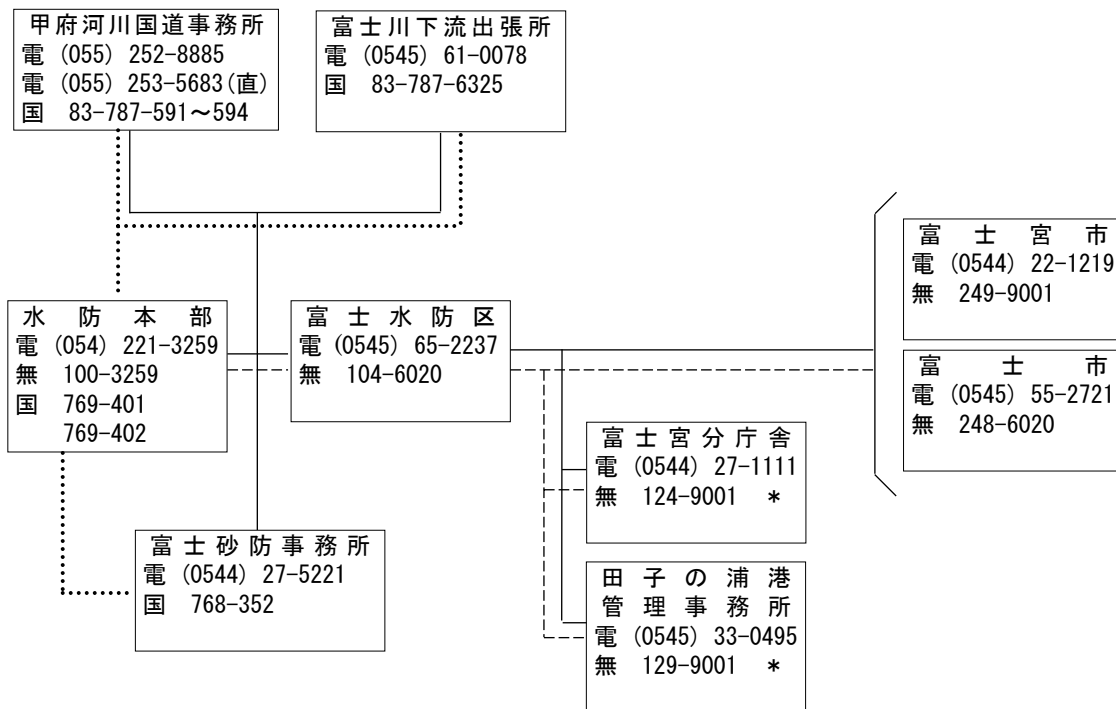 甲府河川国道事務所
電 (055) 252-8885
電 (055) 253-5683(直)
国 83-787-591～594
富士川下流出張所
電 (0545) 61-0078
国 83-787-6325
富士宮市
電 (0544) 22-1219
無 249-9001
水防本部
電 (054) 221-3259
無 100-3259
国 769-401
769-402
富士水防区
電 (0545) 65-2237
無 104-6020
富士市
電 (0545) 55-2721
無 248-6020
富士宮分庁舎
電 (0544) 27-1111
無 124-9001 *
富士砂防事務所
電 (0544) 27-5221
国 768-352
田子の浦港
管理事務所
電 (0545) 33-0495
無 129-9001 *